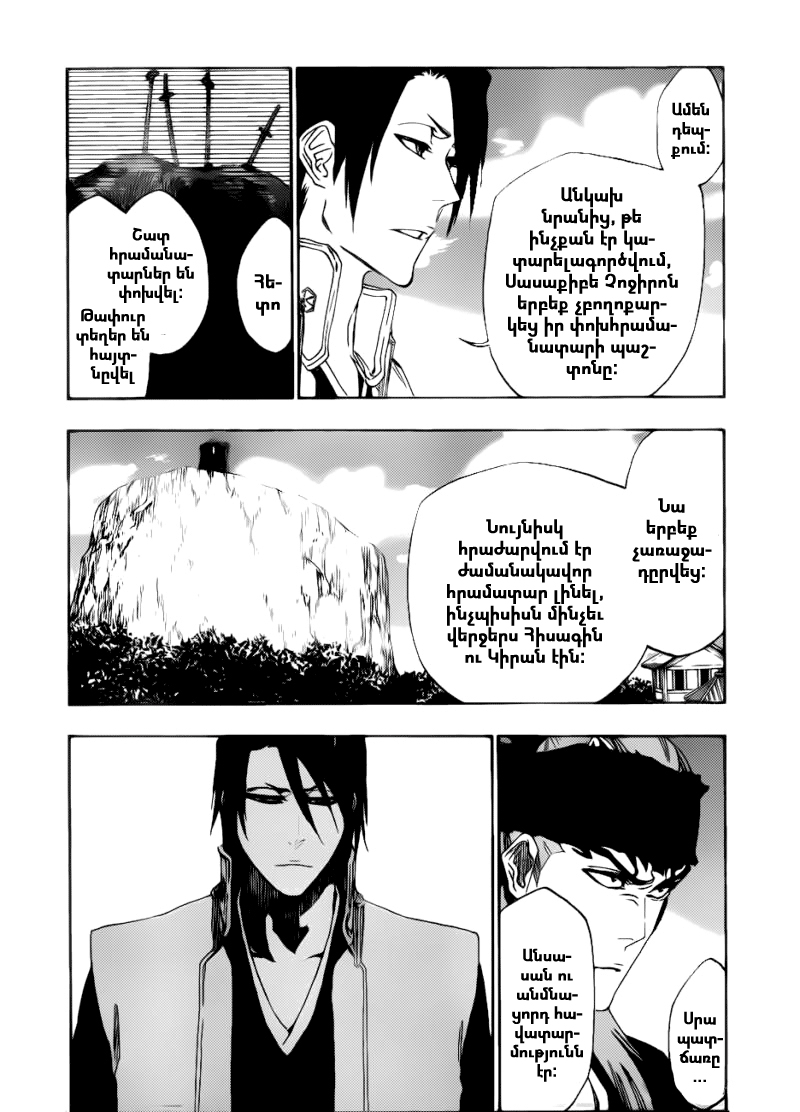 Ամեն
դեպ-
քում:
Անկախ
նրանից, թե
ինչքան էր կա-
տարելագործվում,
Սասաքիբե Չոջիրոն
երբեք չբողոքար-
կեց իր փոխհրամա-
նատարի պաշ-
տոնը:
Հե-
տո
Շատ
հրամանա-
տարներ են
փոխվել:
Թափուր
տեղեր են
հայտ-
նըվել
Նա
երբեք
չառաջա-
դըրվեց:
Նույնիսկ
հրաժարվում էր
ժամանակավոր
հրամատար լինել,
ինչպիսիսն մինչեւ
վերջերս Հիսագին
ու Կիրան էին:
Սրա
պատ-
ճառը
...
Անսա-
սան ու
անմնա-
ցորդ հա-
վատար-
մությունն
էր: